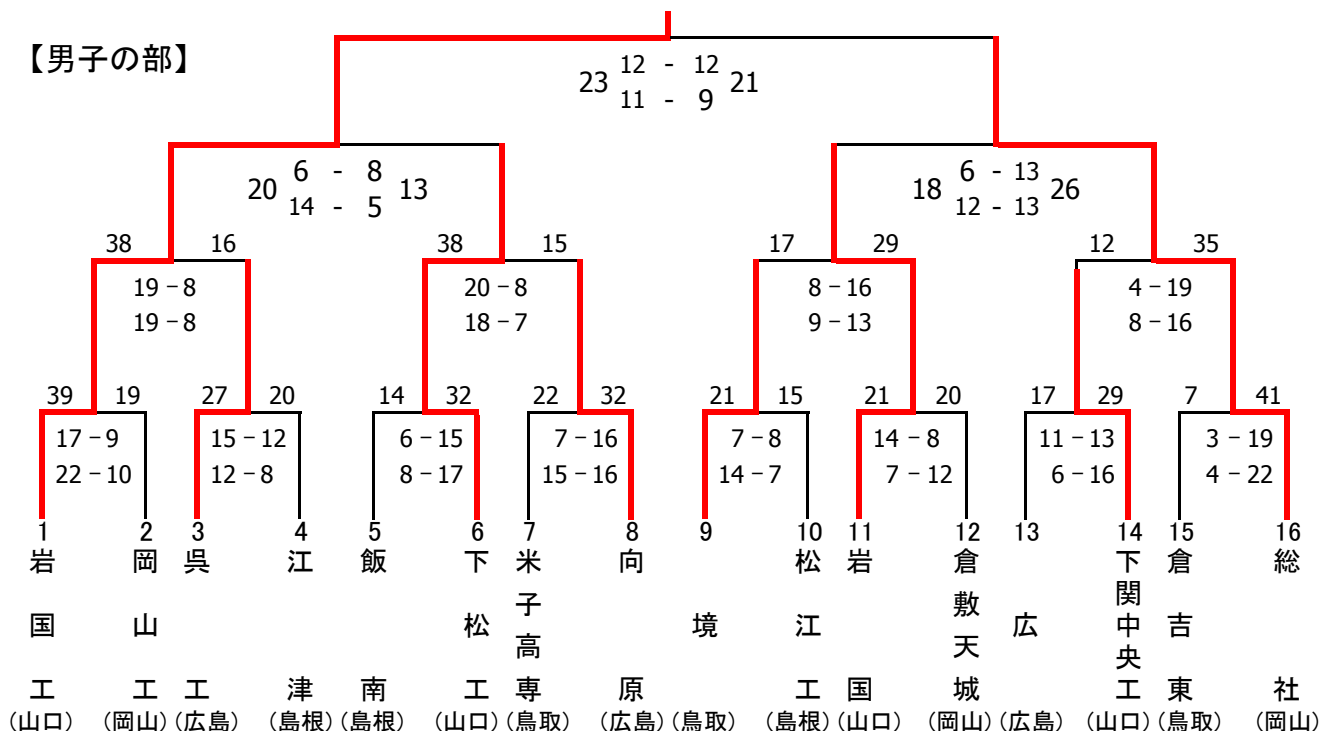 【男子の部】
23 12 - 12 21
11 - 9
20 6 - 8 13
14 - 5
18 6 - 13 26
12 - 13
38 16 38 15 17 29 12 35
19 - 8 20 - 8 8 - 16 4 - 19
19 - 8 18 - 7 9 - 13 8 - 16
39 19 27 20 14 32 22 32 21 15 21 20 17 29 7 41
17 - 9 15 - 12 6 - 15 7 - 16 7 - 8 14 - 8 11 - 13 3 - 19
22 - 10 12 - 8 8 - 17 15 - 16 14 - 7 7 - 12 6 - 16 4 - 22
1 2 3 4 5 6 7 8 9 10 11 12 13 14 15 16
岩国工
岡山工
呉工
江津
飯南
下松工
米子高専
向原
境
松江工
岩国
倉敷天城
広
下関中央工
倉吉東
総社
(山口) (岡山) (広島) (島根) (島根) (山口) (鳥取) (広島) (鳥取) (島根) (山口) (岡山) (広島) (山口) (鳥取) (岡山)